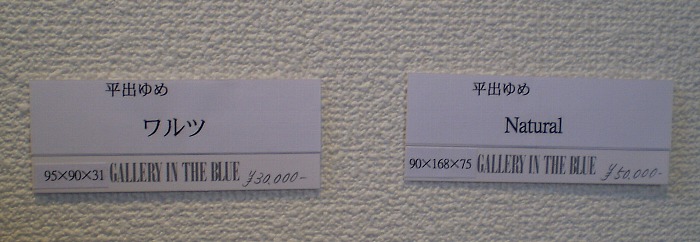 平出ゆめ
ワルツ
95×90×31 GALLERY IN THE BLUE ¥30,000-
平出ゆめ
Natural
90×168×75 GALLERY IN THE BLUE ¥50,000-